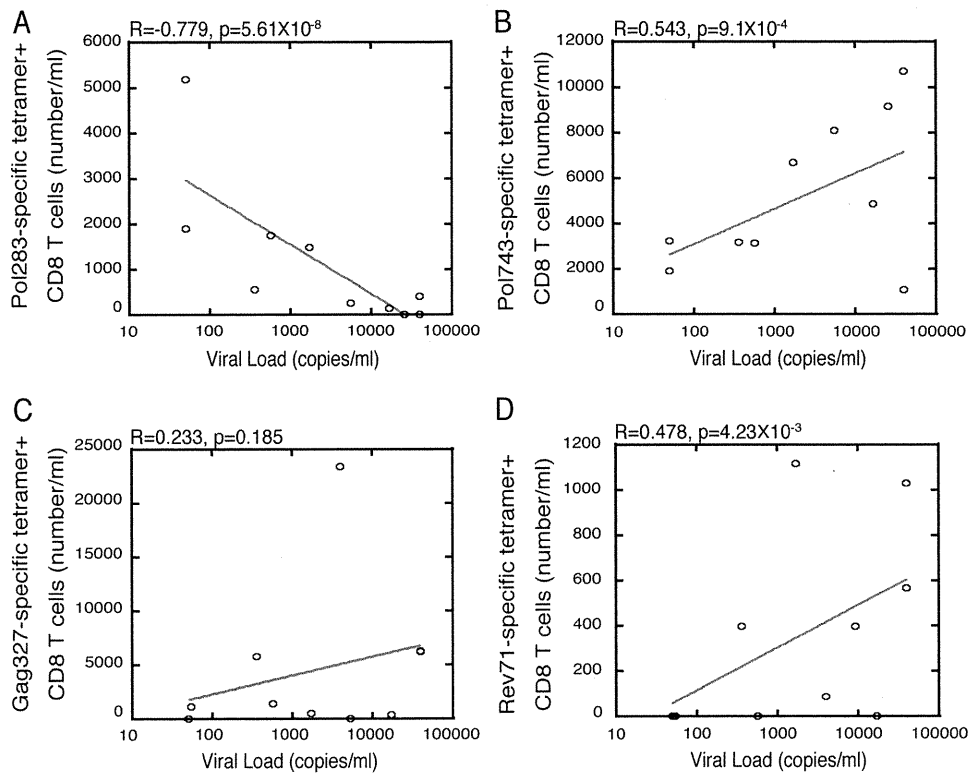 A
R=-0.779, p=5.61X10-8
Pol283-specific tetramer+
CD8 T cells (number/ml)
6000
5000
4000
3000
2000
1000
0
10 100 1000 10000 100000
Viral Load (copies/ml)
B
R=0.543, p=9.1X10-4
Pol743-specific tetramer+
CD8 T cells (number/ml)
12000
10000
8000
6000
4000
2000
0
10 100 1000 10000 100000
Viral Load (copies/ml)
C
R=0.233, p=0.185
Gag327-specific tetramer+
CD8 T cells (number/ml)
25000
20000
15000
10000
5000
0
10 100 1000 10000 100000
Viral Load (copies/ml)
D
R=0.478, p=4.23X10-3
Rev71-specific tetramer+
CD8 T cells (number/ml)
1200
1000
800
600
400
200
0
10 100 1000 10000 100000
Viral Load (copies/ml)